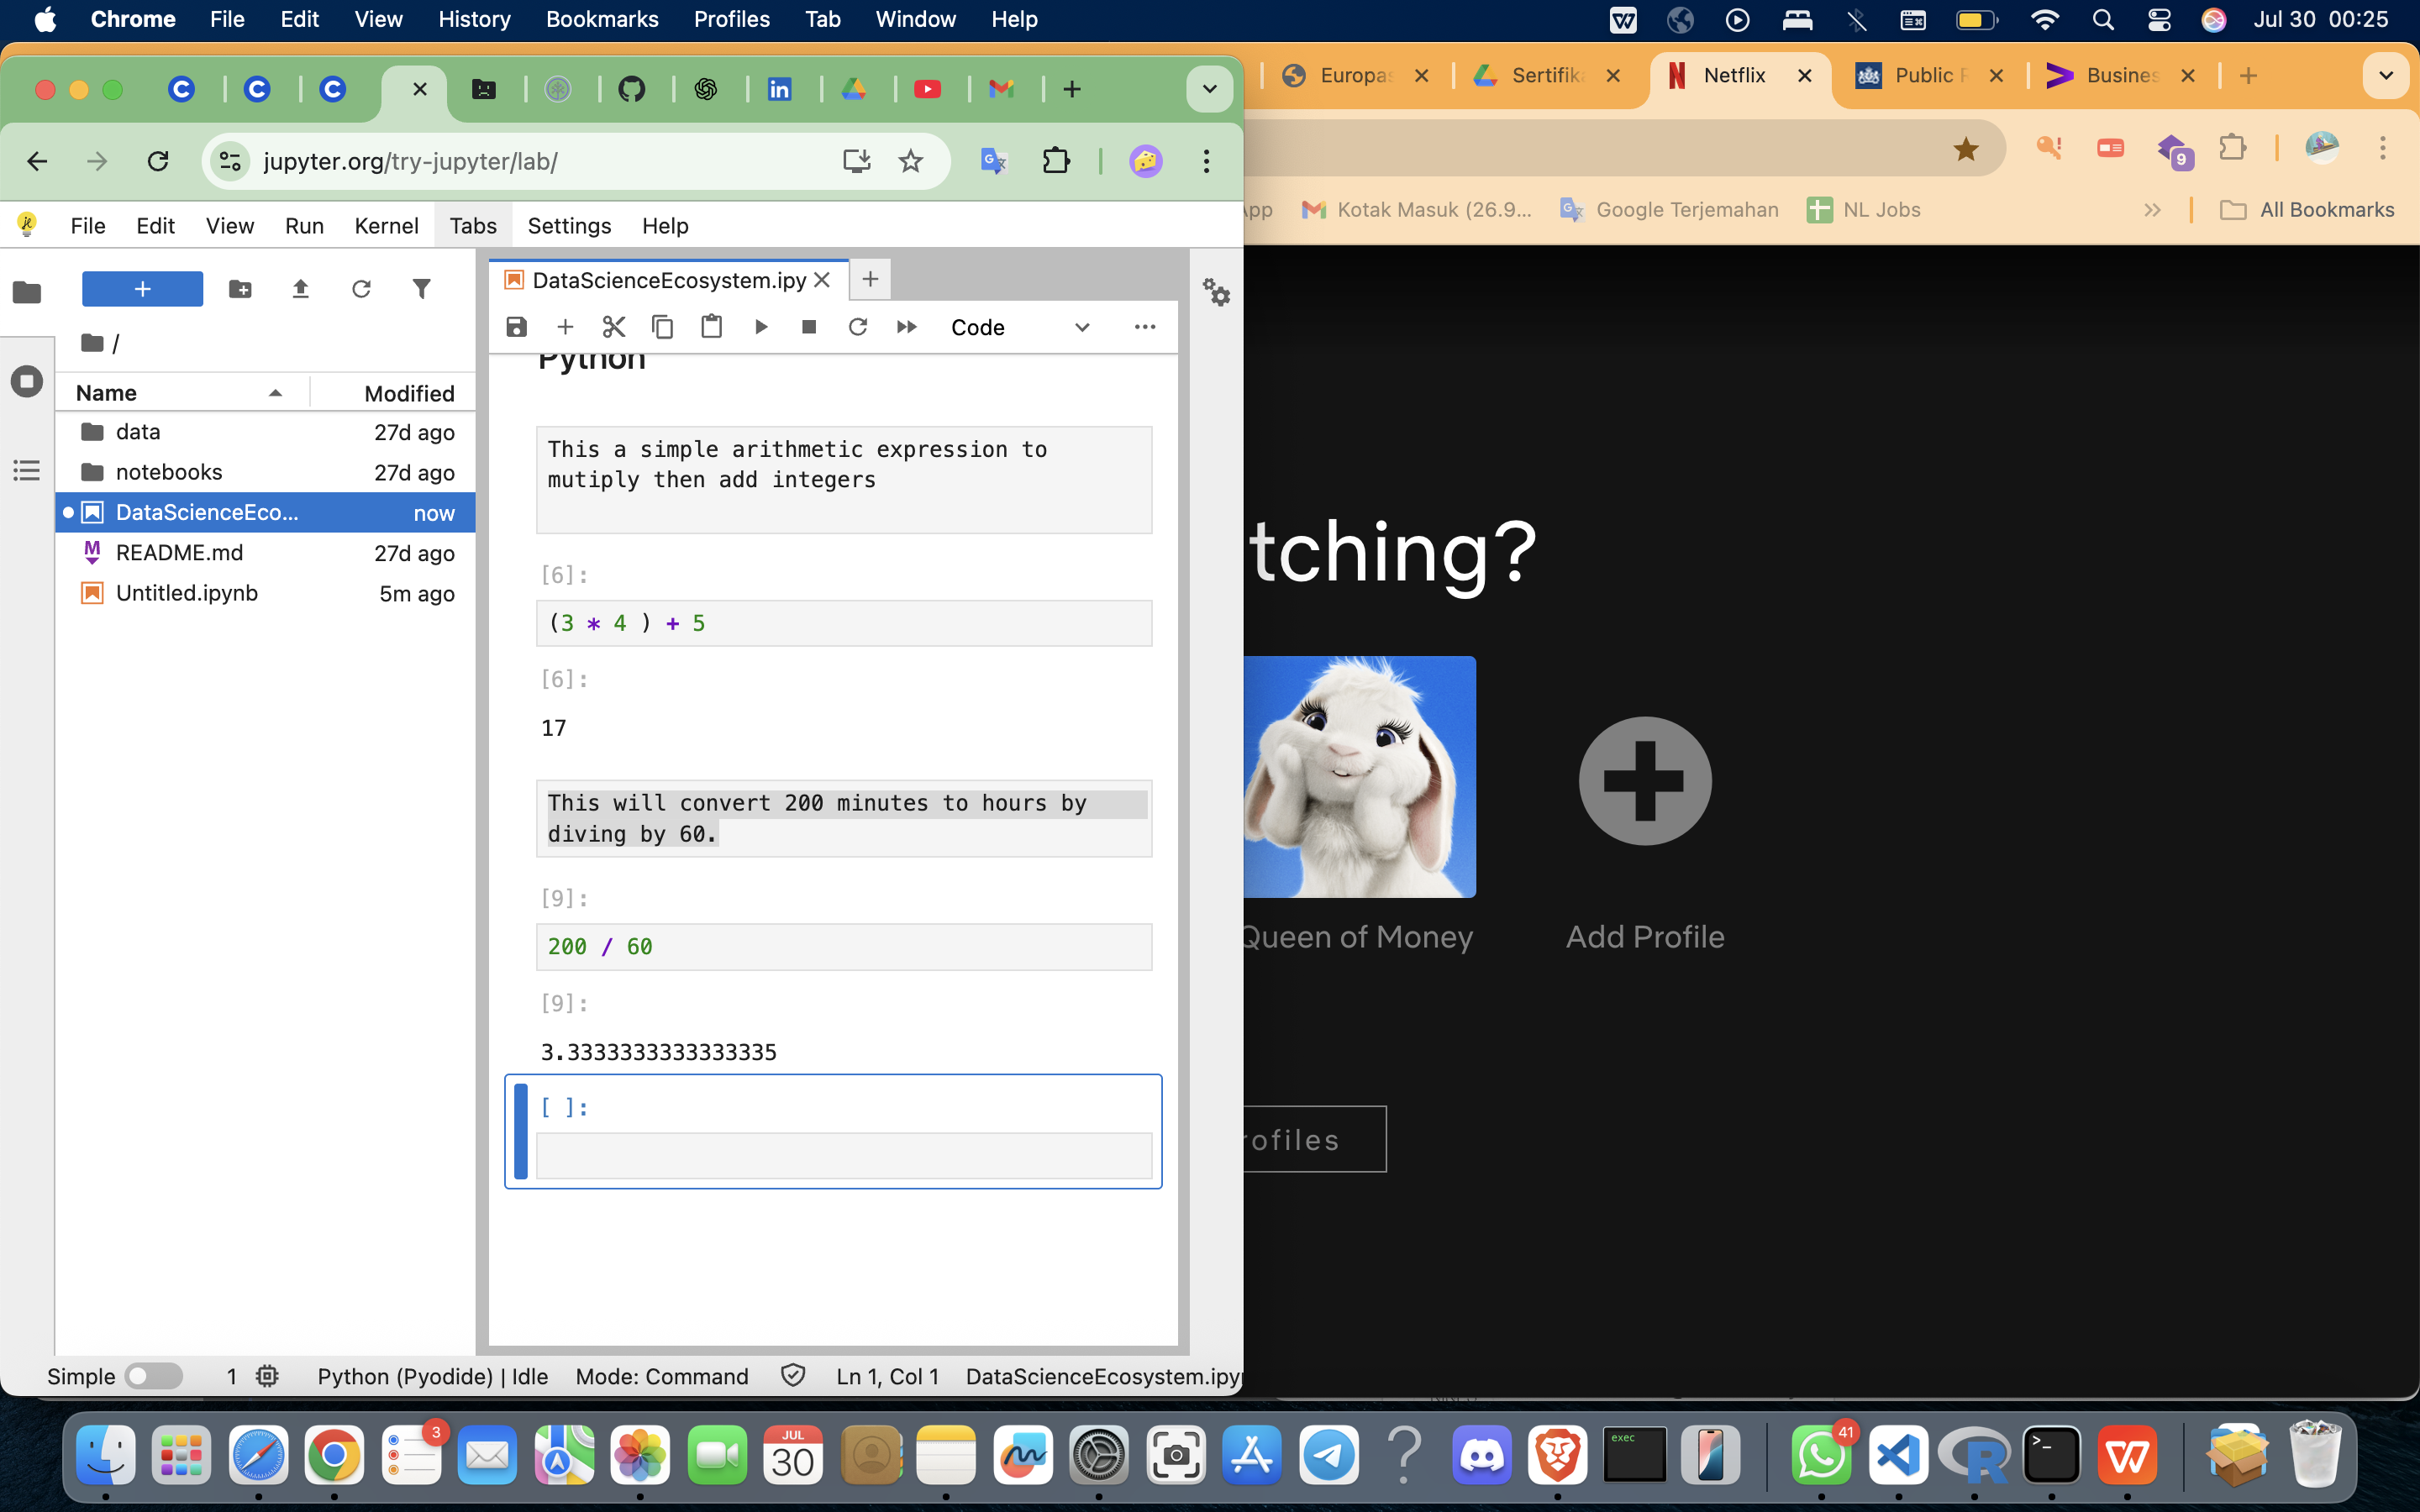 Chrome File Edit View History Bookmarks Profiles Tab Window Help Jul 30 00:25
Netflix Public Busines
jupyter.org/try-jupyter/lab/
Kotak Masuk (26.9... Google Terjemahan NL Jobs All Bookmarks
9
File Edit View Run Kernel Tabs Settings Help
DataScienceEcosystem.ipy
Code
/
Name Modified
data 27d ago
notebooks 27d ago
DataScienceEco... now
README.md 27d ago
Untitled.ipynb 5m ago
Python
This a simple arithmetic expression to
mutiply then add integers
[6]:
(3 * 4 ) + 5
[6]:
17
This will convert 200 minutes to hours by
diving by 60.
[9]:
200 / 60
[9]:
3.3333333333333335
[ ]:
tching?
Queen of Money Add Profile
rofiles
Simple 1 Python (Pyodide) | Idle Mode: Command Ln 1, Col 1 DataScienceEcosystem.ipy
3
JUL
30
exec
41